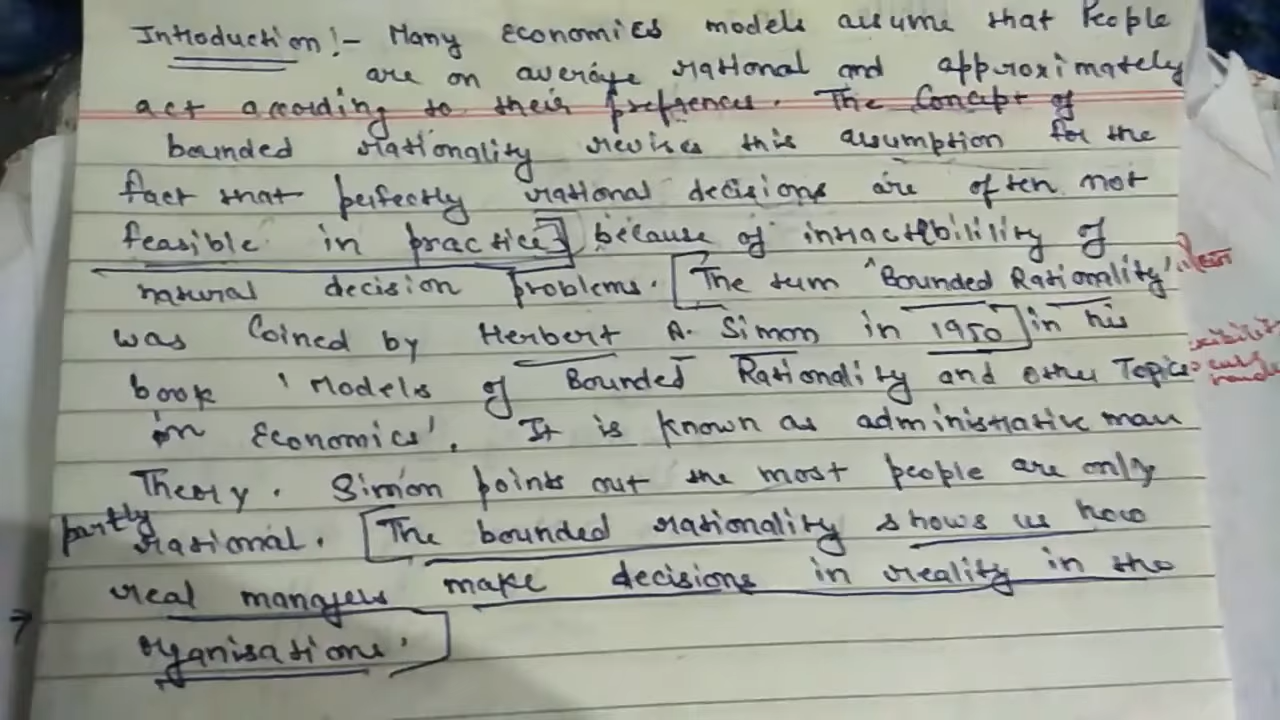 Introduction :- Many Economics models assume that People
are on average rational and approximately
act according to their prefrences. The Concept of
bounded rationality revises this assumption for the
fact that perfectly rational decisions are often not
feasible in practice] because of intractibility of
natural decision problems. [The term 'Bounded Rationality'
was Coined by Herbert A. Simon in 1950] in his
book 'Models of Bounded Rationality and other Topics
in Economics'. It is known as administrative man
Theory. Simon points out the most people are only
partly rational. [The bounded rationality shows us how
real mangers make decisions in reality in the
organisations.]